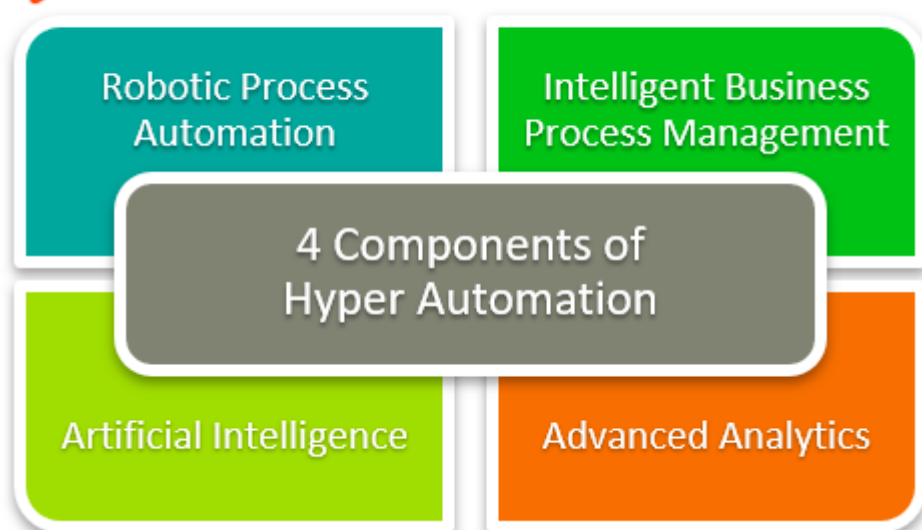 Robotic Process
Automation
Intelligent Business
Process Management
4 Components of
Hyper Automation
Artificial Intelligence
Advanced Analytics